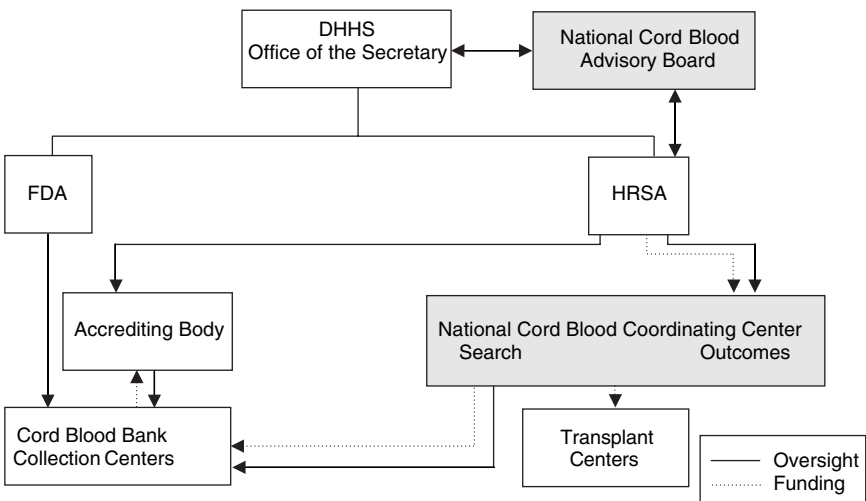 DHHS
Office of the Secretary
National Cord Blood
Advisory Board
FDA
HRSA
Accrediting Body
National Cord Blood Coordinating Center
Search Outcomes
Cord Blood Bank
Collection Centers
Transplant
Centers
Oversight
Funding